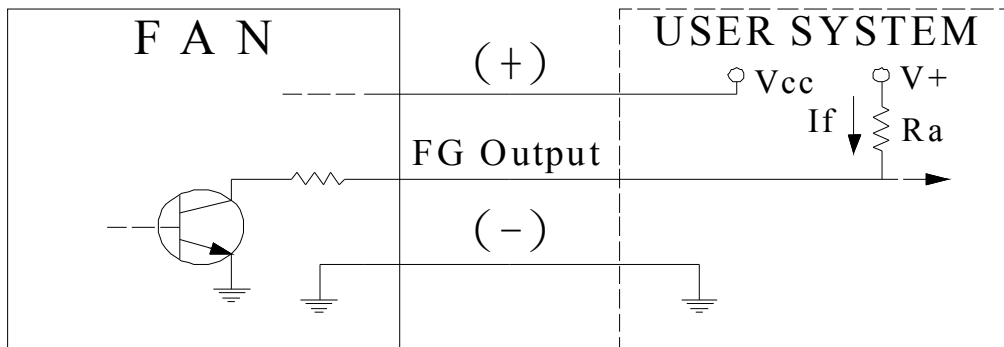 F A N
USER SYSTEM
(+)
Vcc
V+
If
Ra
FG Output
(-)